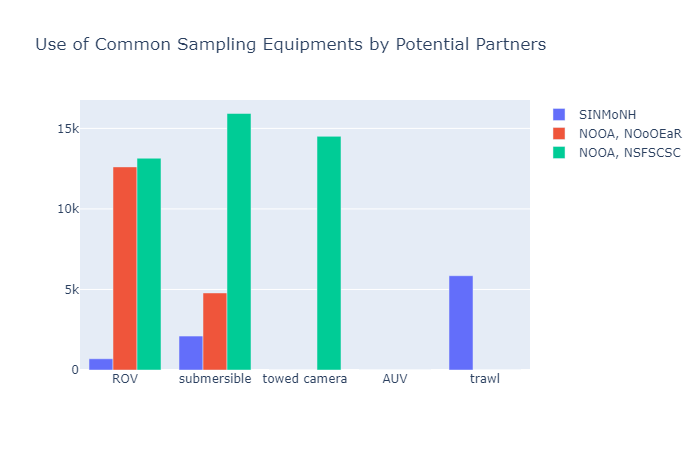 Use of Common Sampling Equipments by Potential Partners
SINMoNH
NOOA, NOoOEaR
NOOA, NSFSCSC
15k
10k
5k
0
ROV submersible towed camera AUV trawl